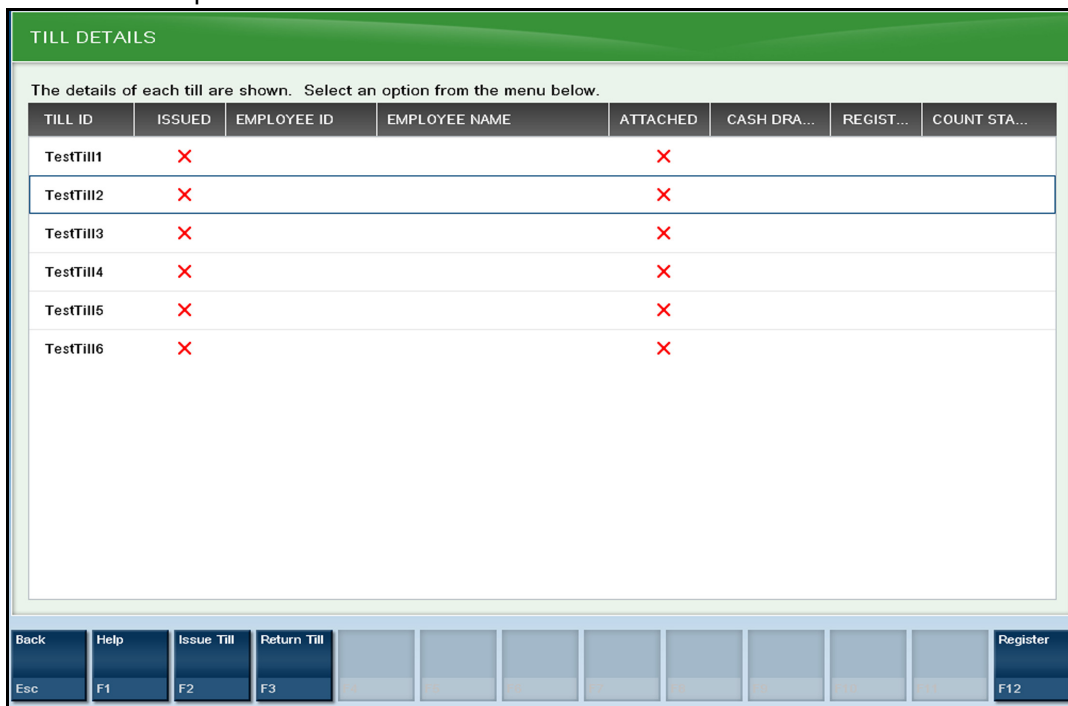 TILL DETAILS
The details of each till are shown. Select an option from the menu below.
TILL ID ISSUED EMPLOYEE ID EMPLOYEE NAME ATTACHED CASH DRA... REGIST... COUNT STA...
TestTill1
TestTill2
TestTill3
TestTill4
TestTill5
TestTill6
Back Help Issue Till Return Till Register
Esc F1 F2 F3 F12